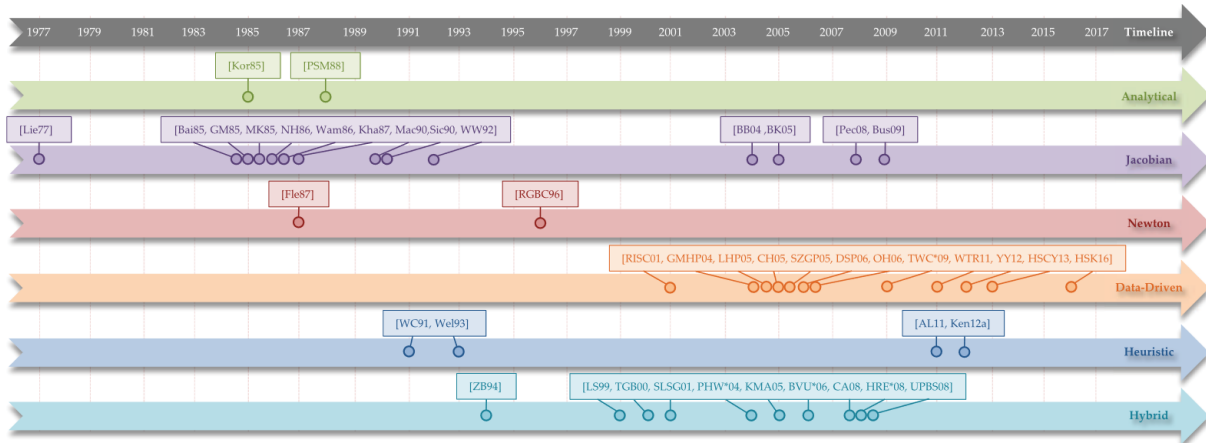 1977 1979 1981 1983 1985 1987 1991 1993 1995 1997 1999 2001 2003 2005 2007 2009 2011 2013 2015 2017 Timeline
[Kor85] [PSM88]
Analytical
[Lie77] [Bai85, GM85, MK85, NH86, Wam86, Kha87, Mac90,Sic90, WW92] [BB04 ,BK05] [Pec08, Bus09]
Jacobian
[Fle87] [RGBC96]
Newton
[RISC01, GMHP04, LHP05, CH05, SZGP05, DSP06, OH06, TWC*09, WTR11, YY12, HSCY13, HSK16]
Data-Driven
[WC91, Wel93] [AL11, Ken12a]
Heuristic
[ZB94] [LS99, TGB00, SLSG01, PHW*04, KMA05, BVU*06, CA08, HRE*08, UPBS08]
Hybrid